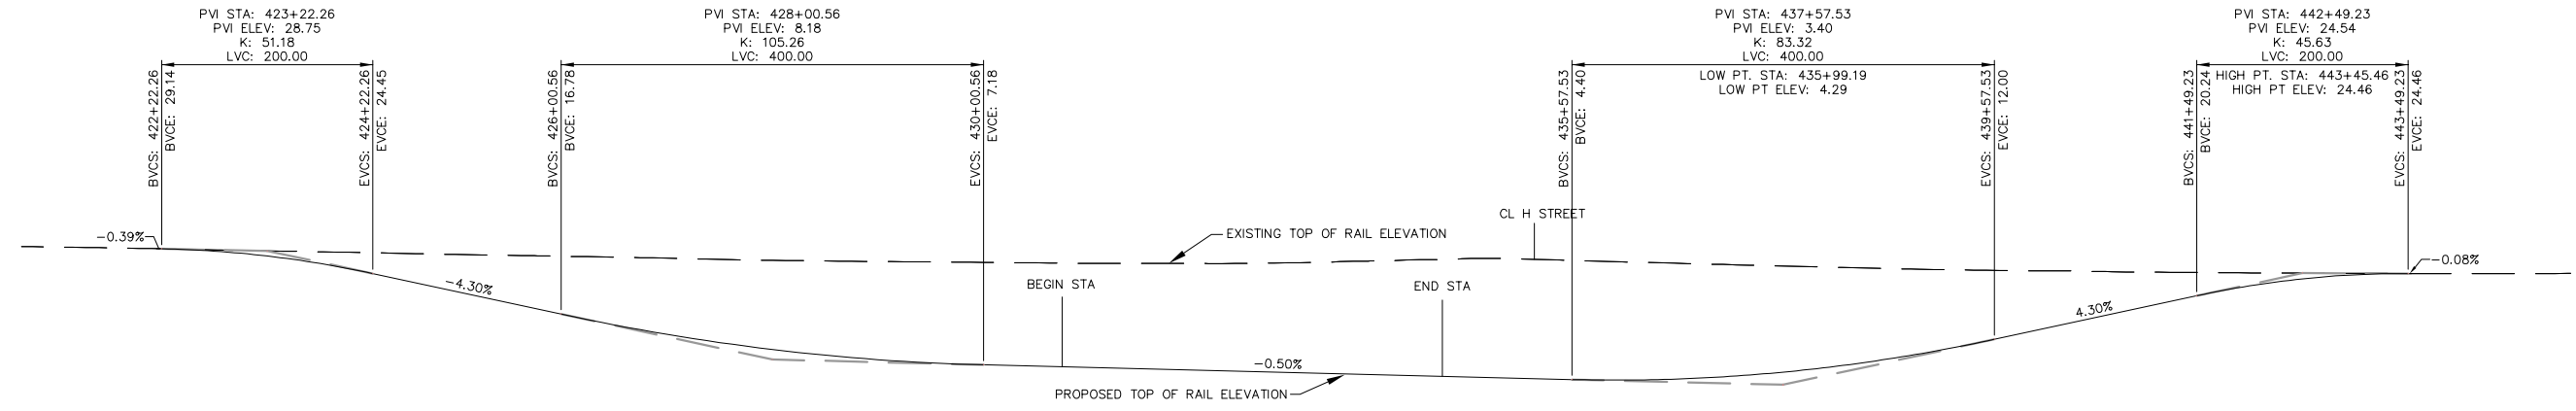 PVI STA: 423+22.26
PVI ELEV: 28.75
K: 51.18
LVC: 200.00
BVCS: 422+22.26
BVCE: 29.14
EVCS: 424+22.26
EVCE: 24.45
PVI STA: 428+00.56
PVI ELEV: 8.18
K: 105.26
LVC: 400.00
BVCS: 426+00.56
BVCE: 16.78
EVCS: 430+00.56
EVCE: 7.18
PVI STA: 437+57.53
PVI ELEV: 3.40
K: 83.32
LVC: 400.00
LOW PT. STA: 435+99.19
LOW PT ELEV: 4.29
BVCS: 435+57.53
BVCE: 4.40
EVCS: 439+57.53
EVCE: 12.00
PVI STA: 442+49.23
PVI ELEV: 24.54
K: 45.63
LVC: 200.00
HIGH PT. STA: 443+45.46
HIGH PT ELEV: 24.46
BVCS: 441+49.23
BVCE: 20.24
EVCS: 443+49.23
EVCE: 24.46
-0.39%
-4.30%
EXISTING TOP OF RAIL ELEVATION
CL H STREET
BEGIN STA
END STA
-0.50%
PROPOSED TOP OF RAIL ELEVATION
4.30%
-0.08%